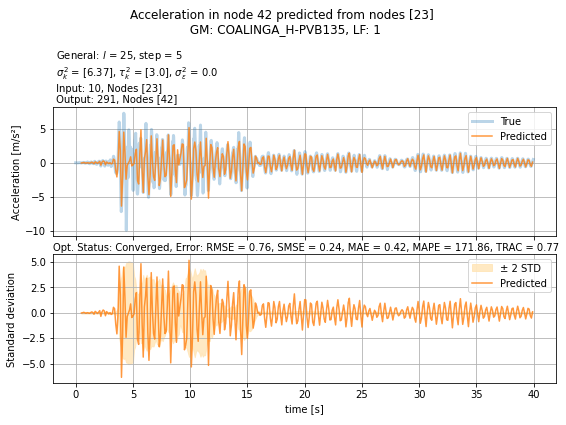 Acceleration in node 42 predicted from nodes [23]
GM: COALINGA_H-PVB135, LF: 1
General: l = 25, step = 5
σ²ₖ = [6.37], τ²ₖ = [3.0], σ²ε = 0.0
Input: 10, Nodes [23]
Output: 291, Nodes [42]
Acceleration [m/s²]
5
0
−5
−10
True
Predicted
Opt. Status: Converged, Error: RMSE = 0.76, SMSE = 0.24, MAE = 0.42, MAPE = 171.86, TRAC = 0.77
Standard deviation
5.0
2.5
0.0
−2.5
−5.0
± 2 STD
Predicted
0 5 10 15 20 25 30 35 40
time [s]